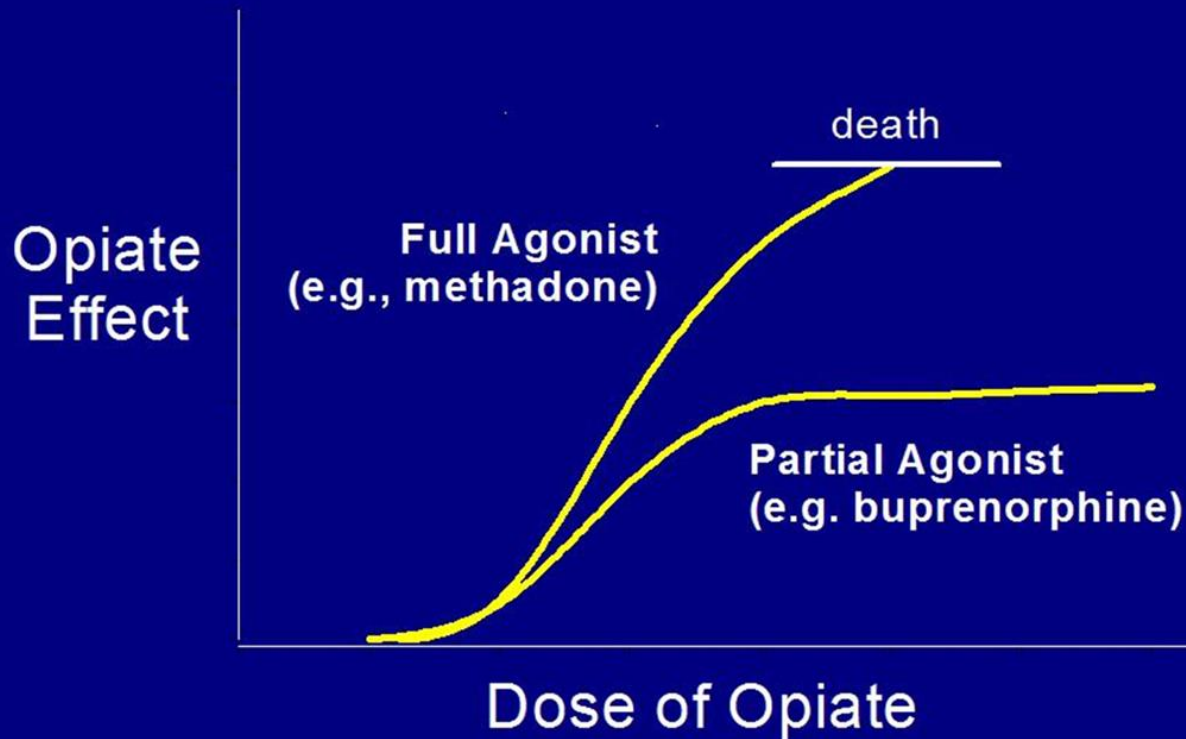 death
Full Agonist
(e.g., methadone)
Opiate
Effect
Partial Agonist
(e.g. buprenorphine)
Dose of Opiate